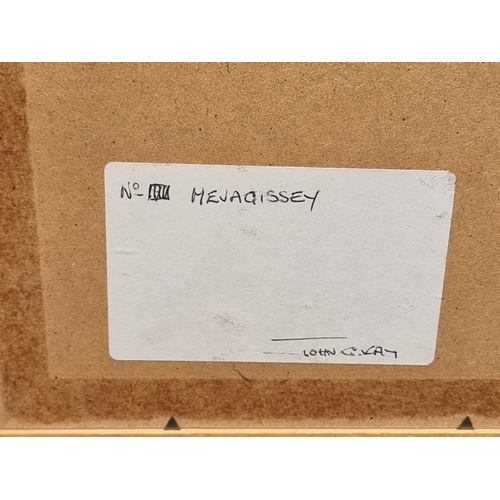 No MEVAGISSEY
JOHN G. KAY